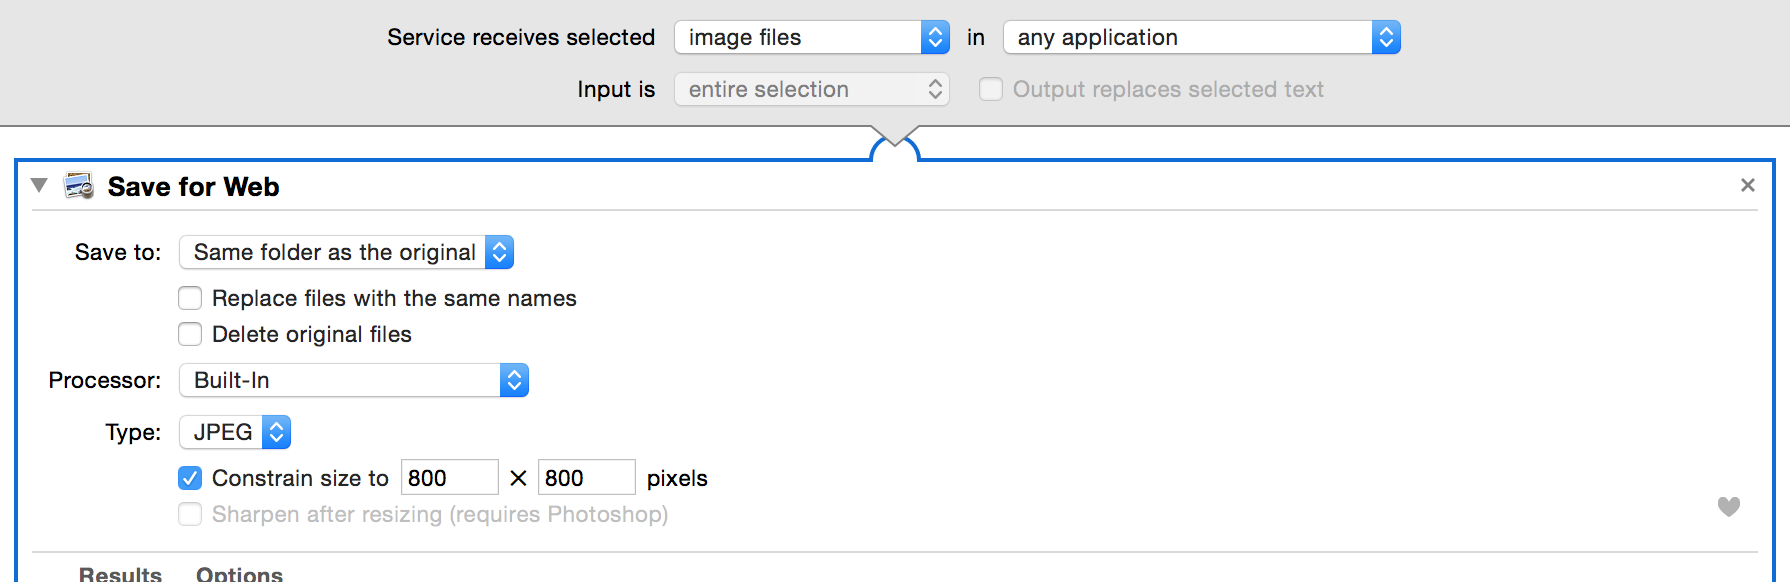 Service receives selected image files in any application
Input is entire selection Output replaces selected text
Save for Web
Save to: Same folder as the original
Replace files with the same names
Delete original files
Processor: Built-In
Type: JPEG
Constrain size to 800 × 800 pixels
Sharpen after resizing (requires Photoshop)
Results Options